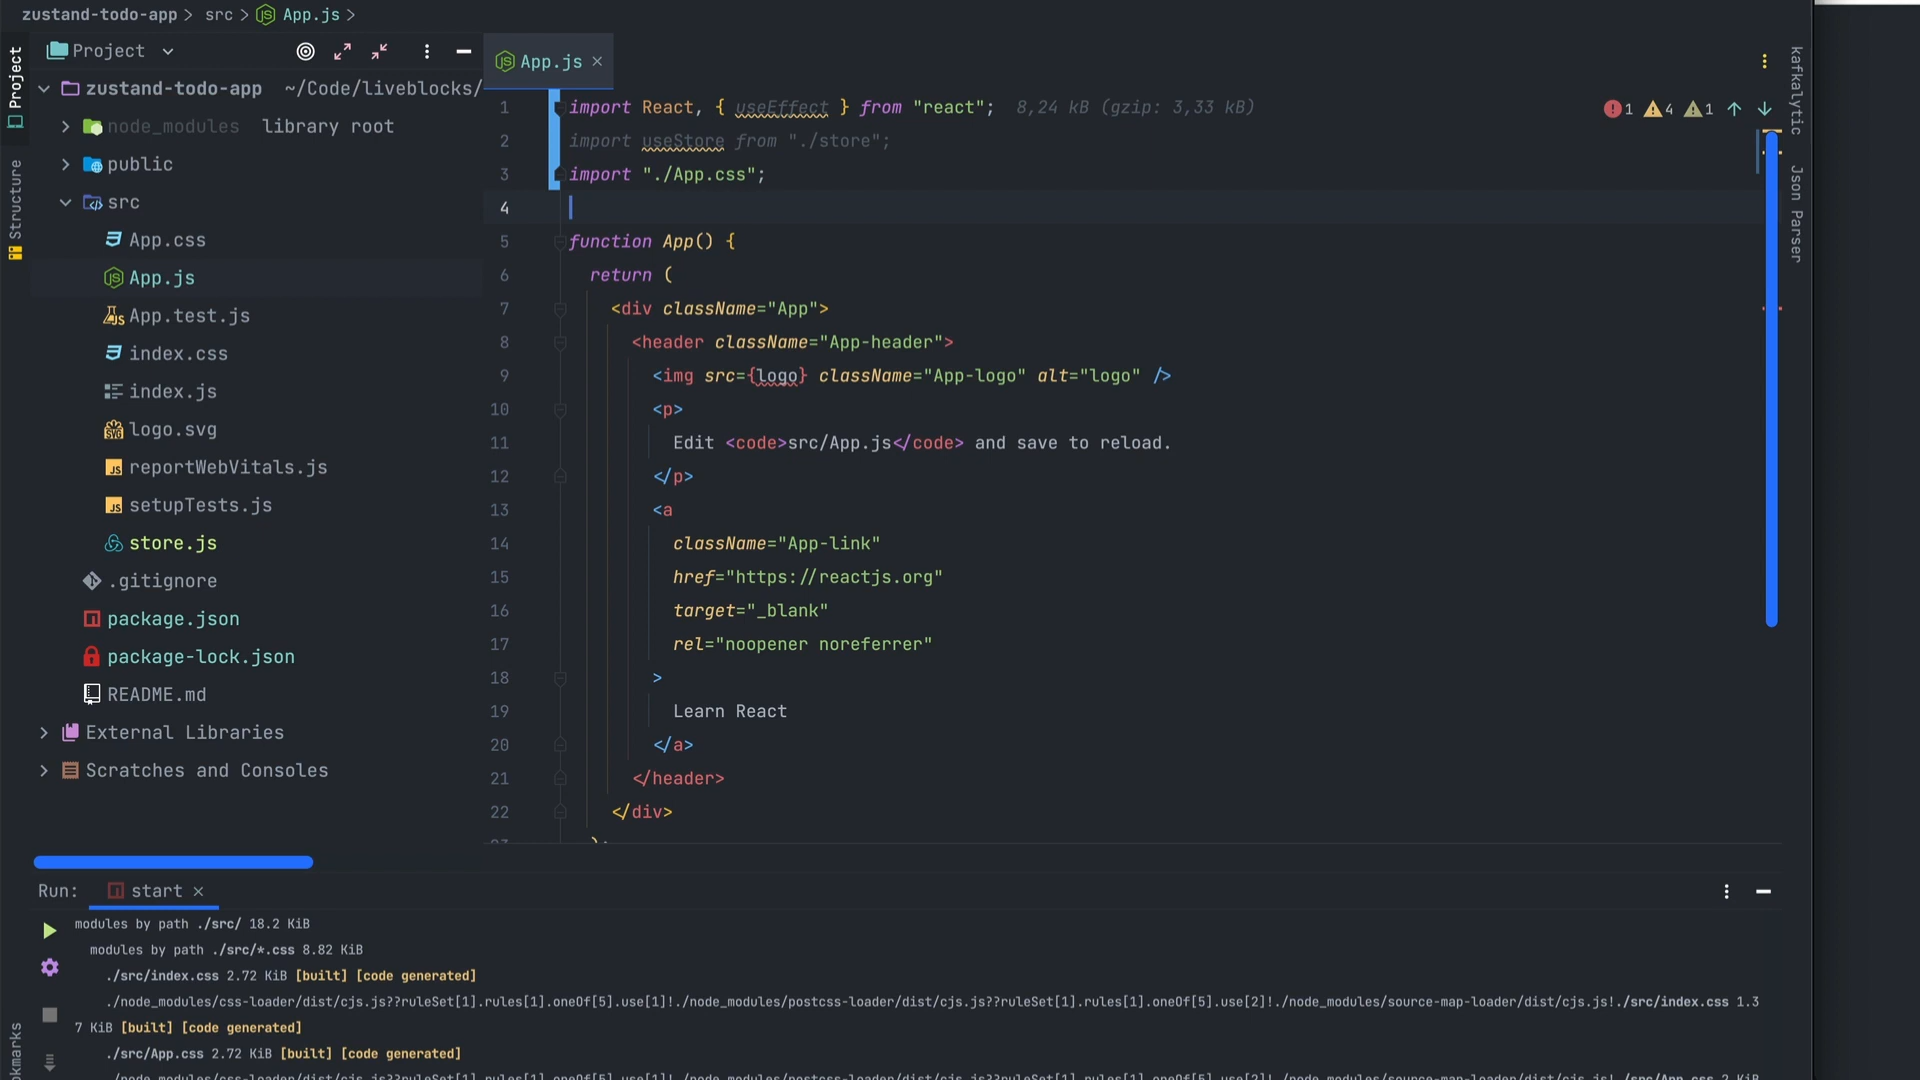 zustand-todo-app > src > App.js >
Project
kafkalytic
Json Parser
Project
Structure
okmarks
zustand-todo-app ~/Code/liveblocks/
node_modules library root
public
src
App.css
App.js
App.test.js
index.css
index.js
logo.svg
reportWebVitals.js
setupTests.js
store.js
.gitignore
package.json
package-lock.json
README.md
External Libraries
Scratches and Consoles
App.js
1 4 1
1 import React, { useEffect } from "react"; 8,24 kB (gzip: 3,33 kB)
2 import useStore from "./store";
3 import "./App.css";
4
5 function App() {
6 return (
7 <div className="App">
8 <header className="App-header">
9 <img src={logo} className="App-logo" alt="logo" />
10 <p>
11 Edit <code>src/App.js</code> and save to reload.
12 </p>
13 <a
14 className="App-link"
15 href="https://reactjs.org"
16 target="_blank"
17 rel="noopener noreferrer"
18 >
19 Learn React
20 </a>
21 </header>
22 </div>
Run: start
modules by path ./src/ 18.2 KiB
modules by path ./src/*.css 8.82 KiB
./src/index.css 2.72 KiB [built] [code generated]
./node_modules/css-loader/dist/cjs.js??ruleSet[1].rules[1].oneOf[5].use[1]!./node_modules/postcss-loader/dist/cjs.js??ruleSet[1].rules[1].oneOf[5].use[2]!./node_modules/source-map-loader/dist/cjs.js!./src/index.css 1.3
7 KiB [built] [code generated]
./src/App.css 2.72 KiB [built] [code generated]